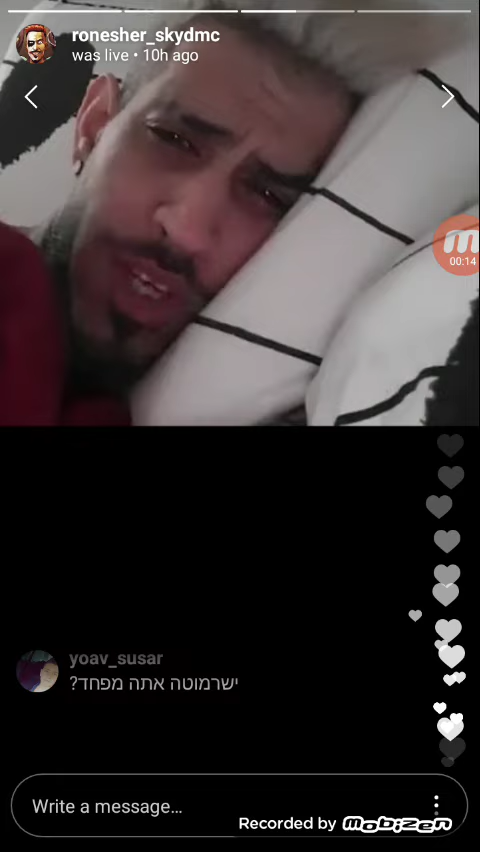 ronesher_skydmc
was live • 10h ago
m
00:14
yoav_susar
ישרמוטה אתה מפחד?
Write a message...
Recorded by Mobizen